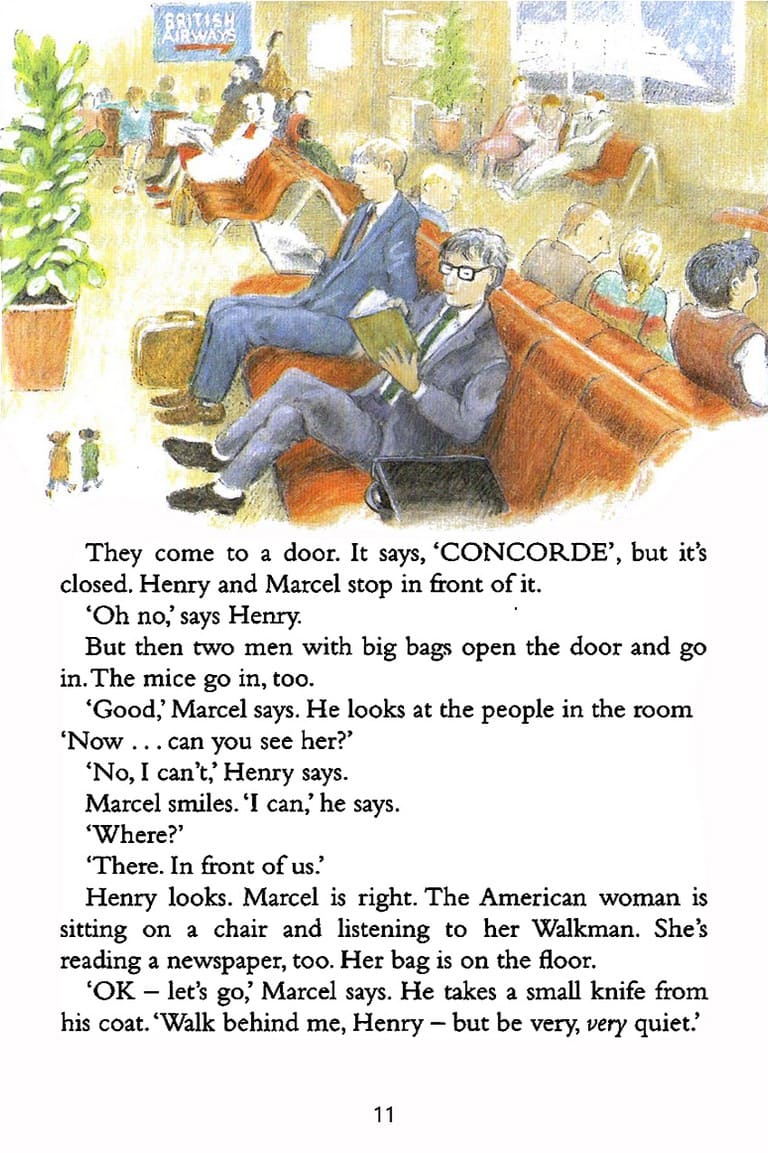 BRITISH
AIRWAYS
They come to a door. It says, ‘CONCORDE’, but it’s
closed. Henry and Marcel stop in front of it.
‘Oh no,’ says Henry.
But then two men with big bags open the door and go
in. The mice go in, too.
‘Good,’ Marcel says. He looks at the people in the room
‘Now . . . can you see her?’
‘No, I can’t,’ Henry says.
Marcel smiles. ‘I can,’ he says.
‘Where?’
‘There. In front of us.’
Henry looks. Marcel is right. The American woman is
sitting on a chair and listening to her Walkman. She’s
reading a newspaper, too. Her bag is on the floor.
‘OK – let’s go,’ Marcel says. He takes a small knife from
his coat. ‘Walk behind me, Henry – but be very, very quiet.’
11